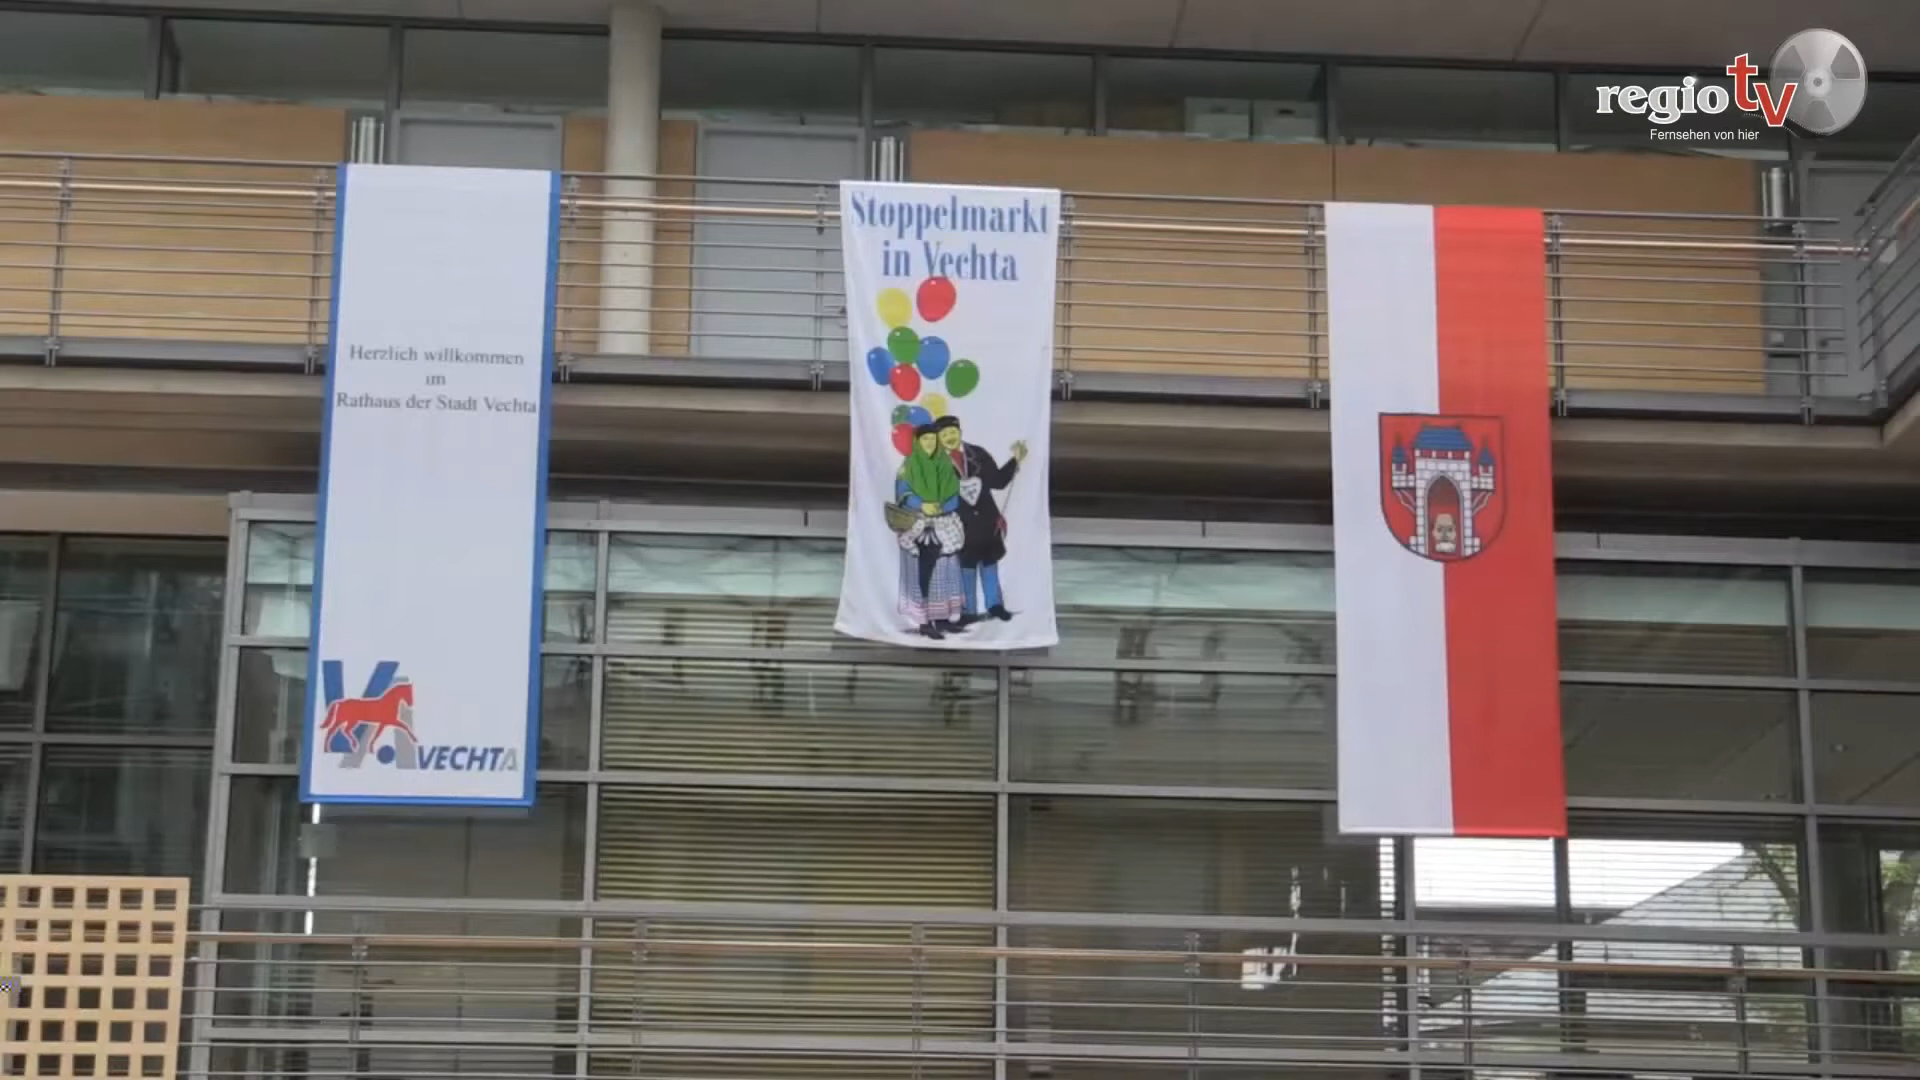 regio tv
Fernsehen von hier
Herzlich willkommen
im
Rathaus der Stadt Vechta
VECHTA
Stoppelmarkt
in Vechta